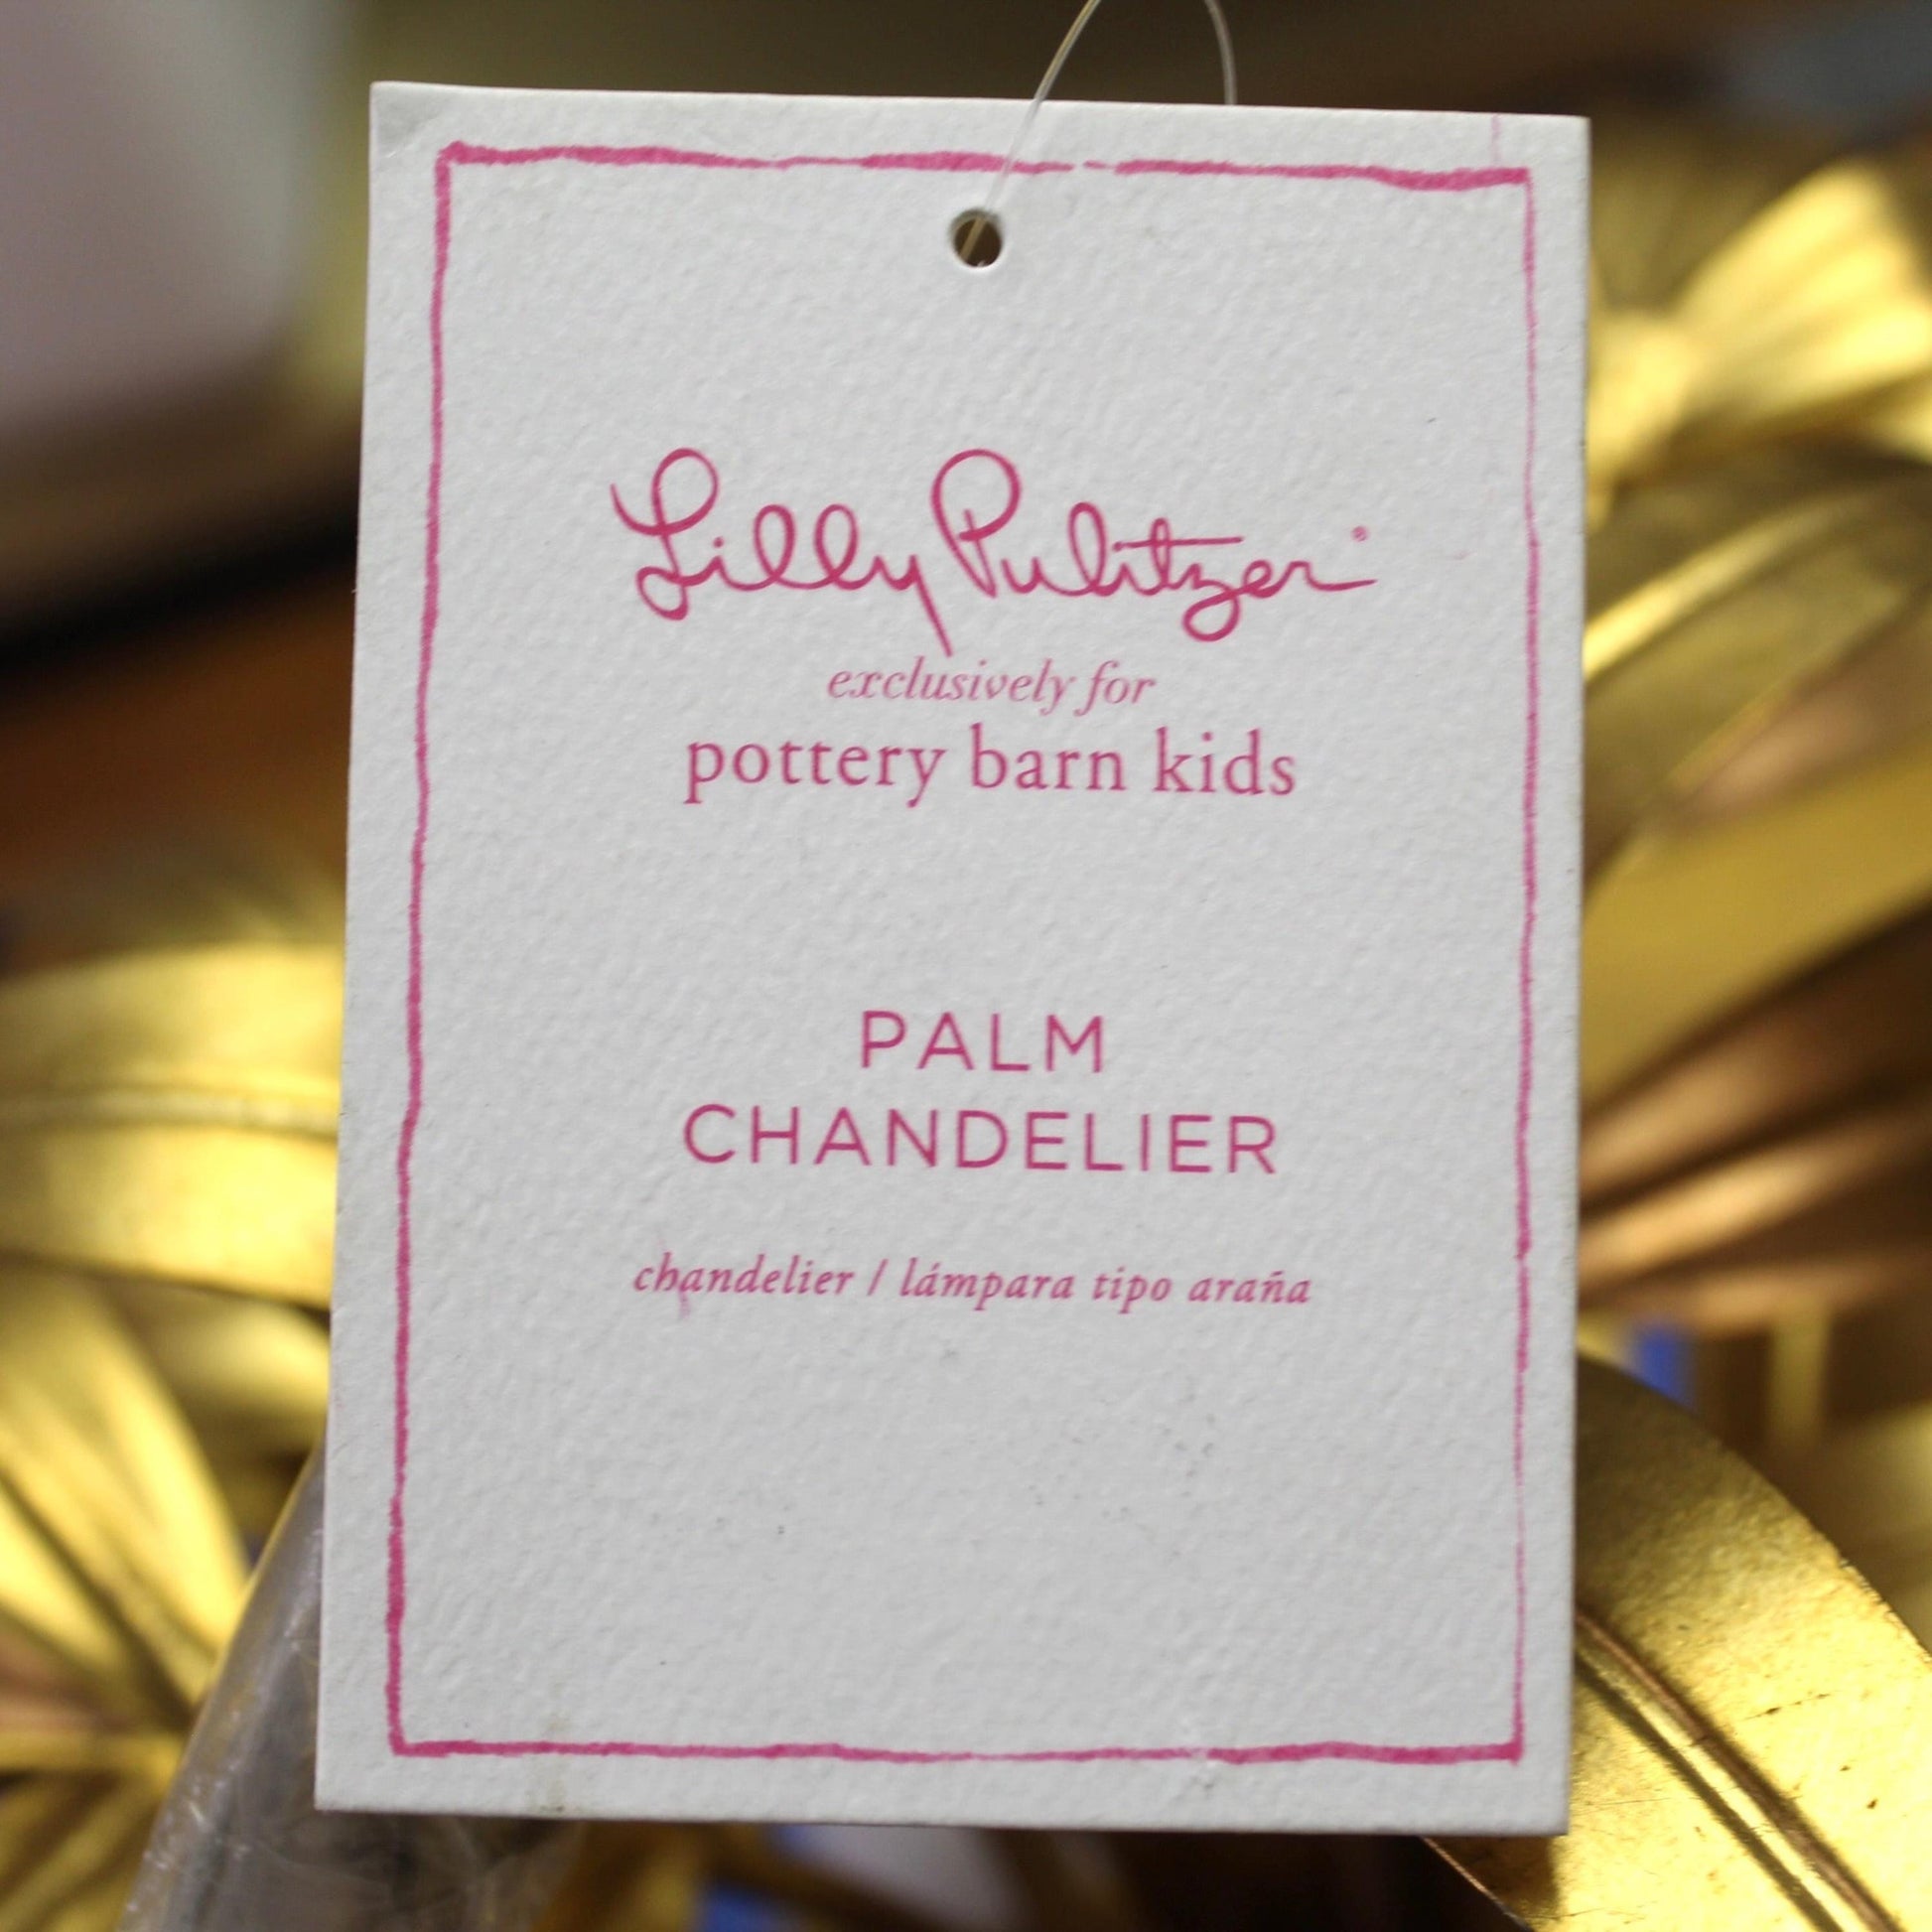 Lilly Pulitzer®
exclusively for
pottery barn kids
PALM
CHANDELIER
chandelier / lámpara tipo araña